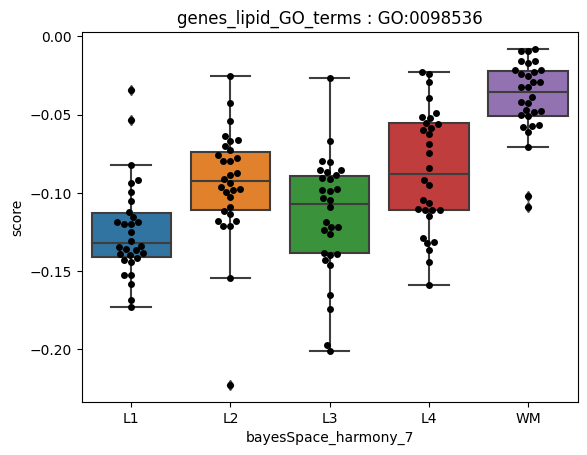 genes_lipid_GO_terms : GO:0098536
0.00
−0.05
−0.10
−0.15
−0.20
score
L1 L2 L3 L4 WM
bayesSpace_harmony_7